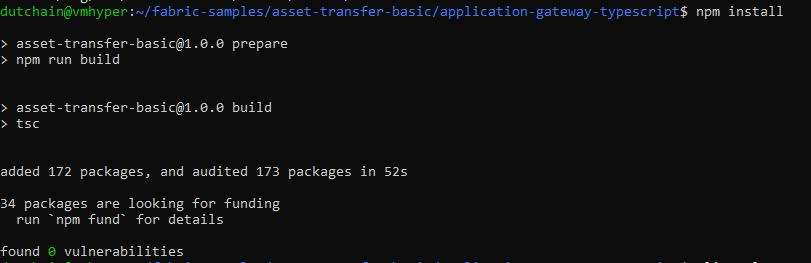 dutchain@vmhyper:~/fabric-samples/asset-transfer-basic/application-gateway-typescript$ npm install
> asset-transfer-basic@1.0.0 prepare
> npm run build
> asset-transfer-basic@1.0.0 build
> tsc
added 172 packages, and audited 173 packages in 52s
34 packages are looking for funding
  run `npm fund` for details
found 0 vulnerabilities